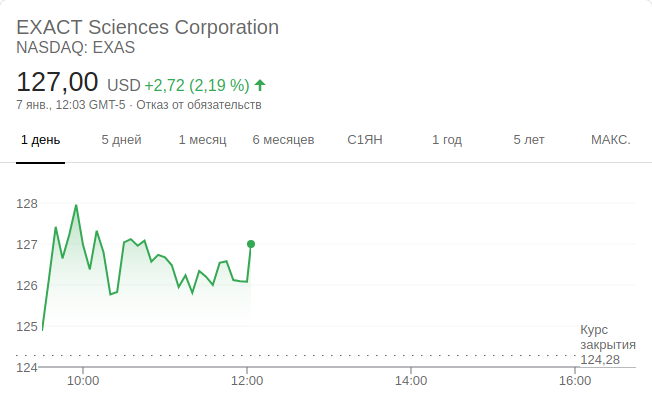 EXACT Sciences Corporation
NASDAQ: EXAS
127,00 USD +2,72 (2,19 %)
7 янв., 12:03 GMT-5 · Отказ от обязательств
1 день 5 дней 1 месяц 6 месяцев С1ЯН 1 год 5 лет МАКС.
128
127
126
125
Курс
закрытия
124,28
124
10:00 12:00 14:00 16:00